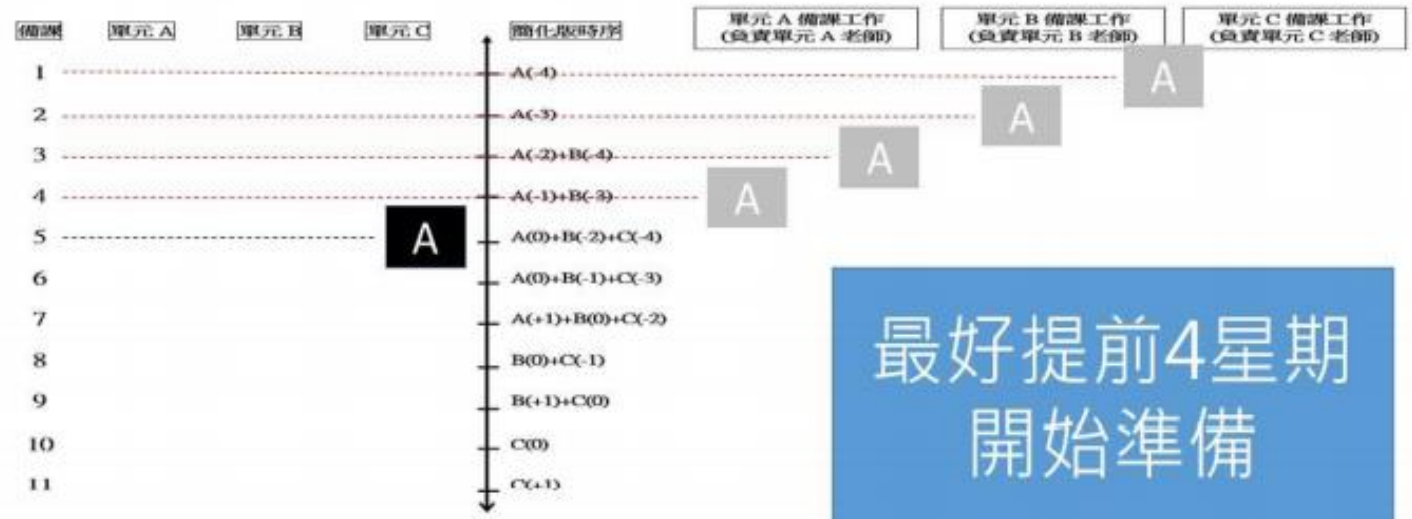 備課 單元 A 單元 B 單元 C 簡化版時序 單元 A 備課工作 單元 B 備課工作 單元 C 備課工作
(負責單元 A 老師) (負責單元 B 老師) (負責單元 C 老師)
1 A(-4) A
2 A(-3) A
3 A(-2)+B(-4) A
4 A(-1)+B(-3) A
5 A A(0)+B(-2)+C(-4)
6 A(0)+B(-1)+C(-3)
7 A(+1)+B(0)+C(-2)
8 B(0)+C(-1)
9 B(+1)+C(0)
10 C(0)
11 C(+1)
最好提前4星期
開始準備